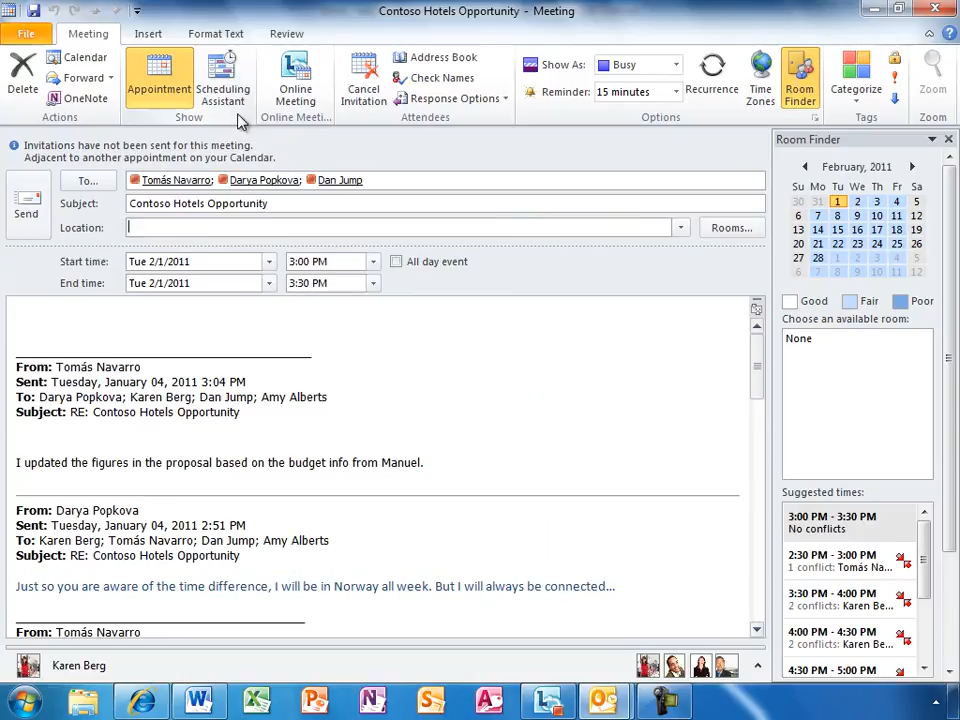 Contoso Hotels Opportunity - Meeting
File Meeting Insert Format Text Review
Delete
Calendar
Forward
OneNote
Actions
Appointment
Scheduling Assistant
Show
Online Meeting
Online Meeti...
Cancel Invitation
Address Book
Check Names
Response Options
Attendees
Show As: Busy
Reminder: 15 minutes
Recurrence
Time Zones
Room Finder
Options
Categorize
Tags
Zoom
Zoom
Invitations have not been sent for this meeting.
Adjacent to another appointment on your Calendar.
Send
To... Tomás Navarro; Darya Popkova; Dan Jump
Subject: Contoso Hotels Opportunity
Location: Rooms...
Start time: Tue 2/1/2011 3:00 PM All day event
End time: Tue 2/1/2011 3:30 PM
From: Tomás Navarro
Sent: Tuesday, January 04, 2011 3:04 PM
To: Darya Popkova; Karen Berg; Dan Jump; Amy Alberts
Subject: RE: Contoso Hotels Opportunity
I updated the figures in the proposal based on the budget info from Manuel.
From: Darya Popkova
Sent: Tuesday, January 04, 2011 2:51 PM
To: Karen Berg; Tomás Navarro; Dan Jump; Amy Alberts
Subject: RE: Contoso Hotels Opportunity
Just so you are aware of the time difference, I will be in Norway all week. But I will always be connected...
From: Tomás Navarro
Karen Berg
Room Finder
February, 2011
Su Mo Tu We Th Fr Sa
30 31 1 2 3 4 5
6 7 8 9 10 11 12
13 14 15 16 17 18 19
20 21 22 23 24 25 26
27 28 1 2 3 4 5
6 7 8 9 10 11 12
Good Fair Poor
Choose an available room:
None
Suggested times:
3:00 PM - 3:30 PM
No conflicts
2:30 PM - 3:00 PM
1 conflict: Tomás Na...
3:30 PM - 4:00 PM
2 conflicts: Karen Be...
4:00 PM - 4:30 PM
2 conflicts: Karen Be...
4:30 PM - 5:00 PM